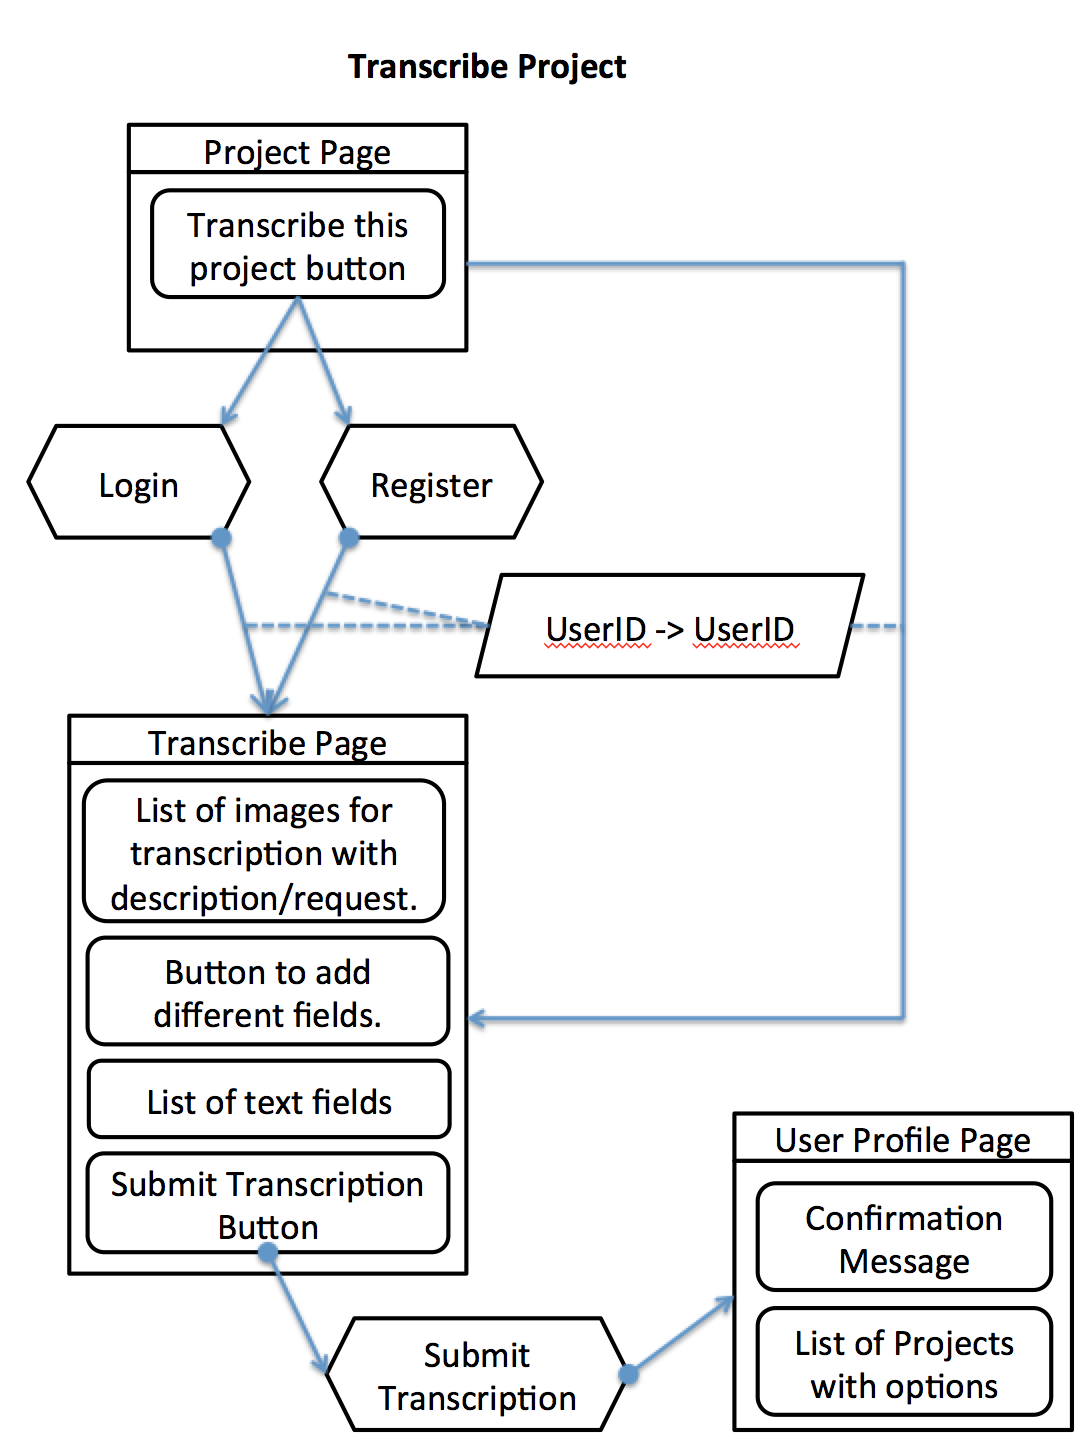 Transcribe Project
Project Page
Transcribe this
project button
Login
Register
UserID -> UserID
Transcribe Page
List of images for
transcription with
description/request.
Button to add
different fields.
List of text fields
Submit Transcription
Button
User Profile Page
Confirmation
Message
List of Projects
with options
Submit
Transcription